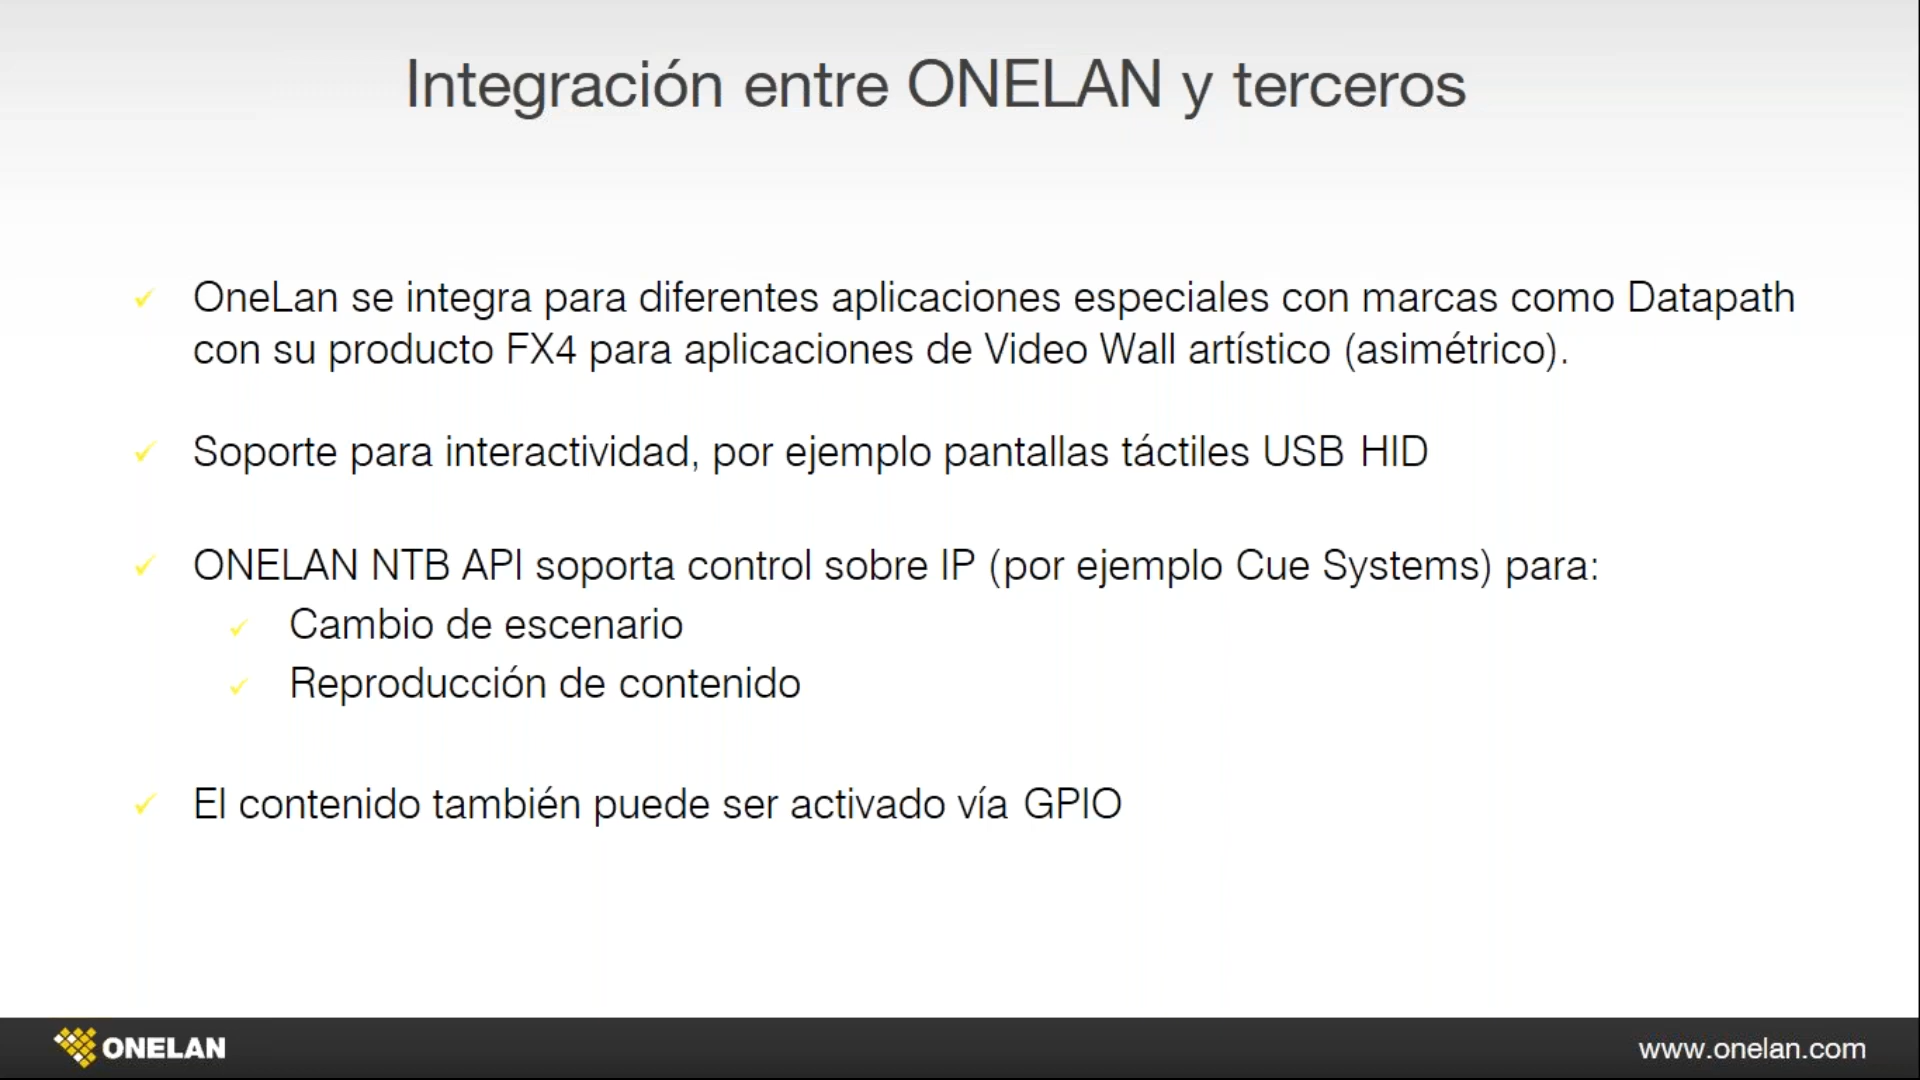 Integración entre ONELAN y terceros
OneLan se integra para diferentes aplicaciones especiales con marcas como Datapath
con su producto FX4 para aplicaciones de Video Wall artístico (asimétrico).
Soporte para interactividad, por ejemplo pantallas táctiles USB HID
ONELAN NTB API soporta control sobre IP (por ejemplo Cue Systems) para:
Cambio de escenario
Reproducción de contenido
El contenido también puede ser activado vía GPIO
ONELAN
www.onelan.com